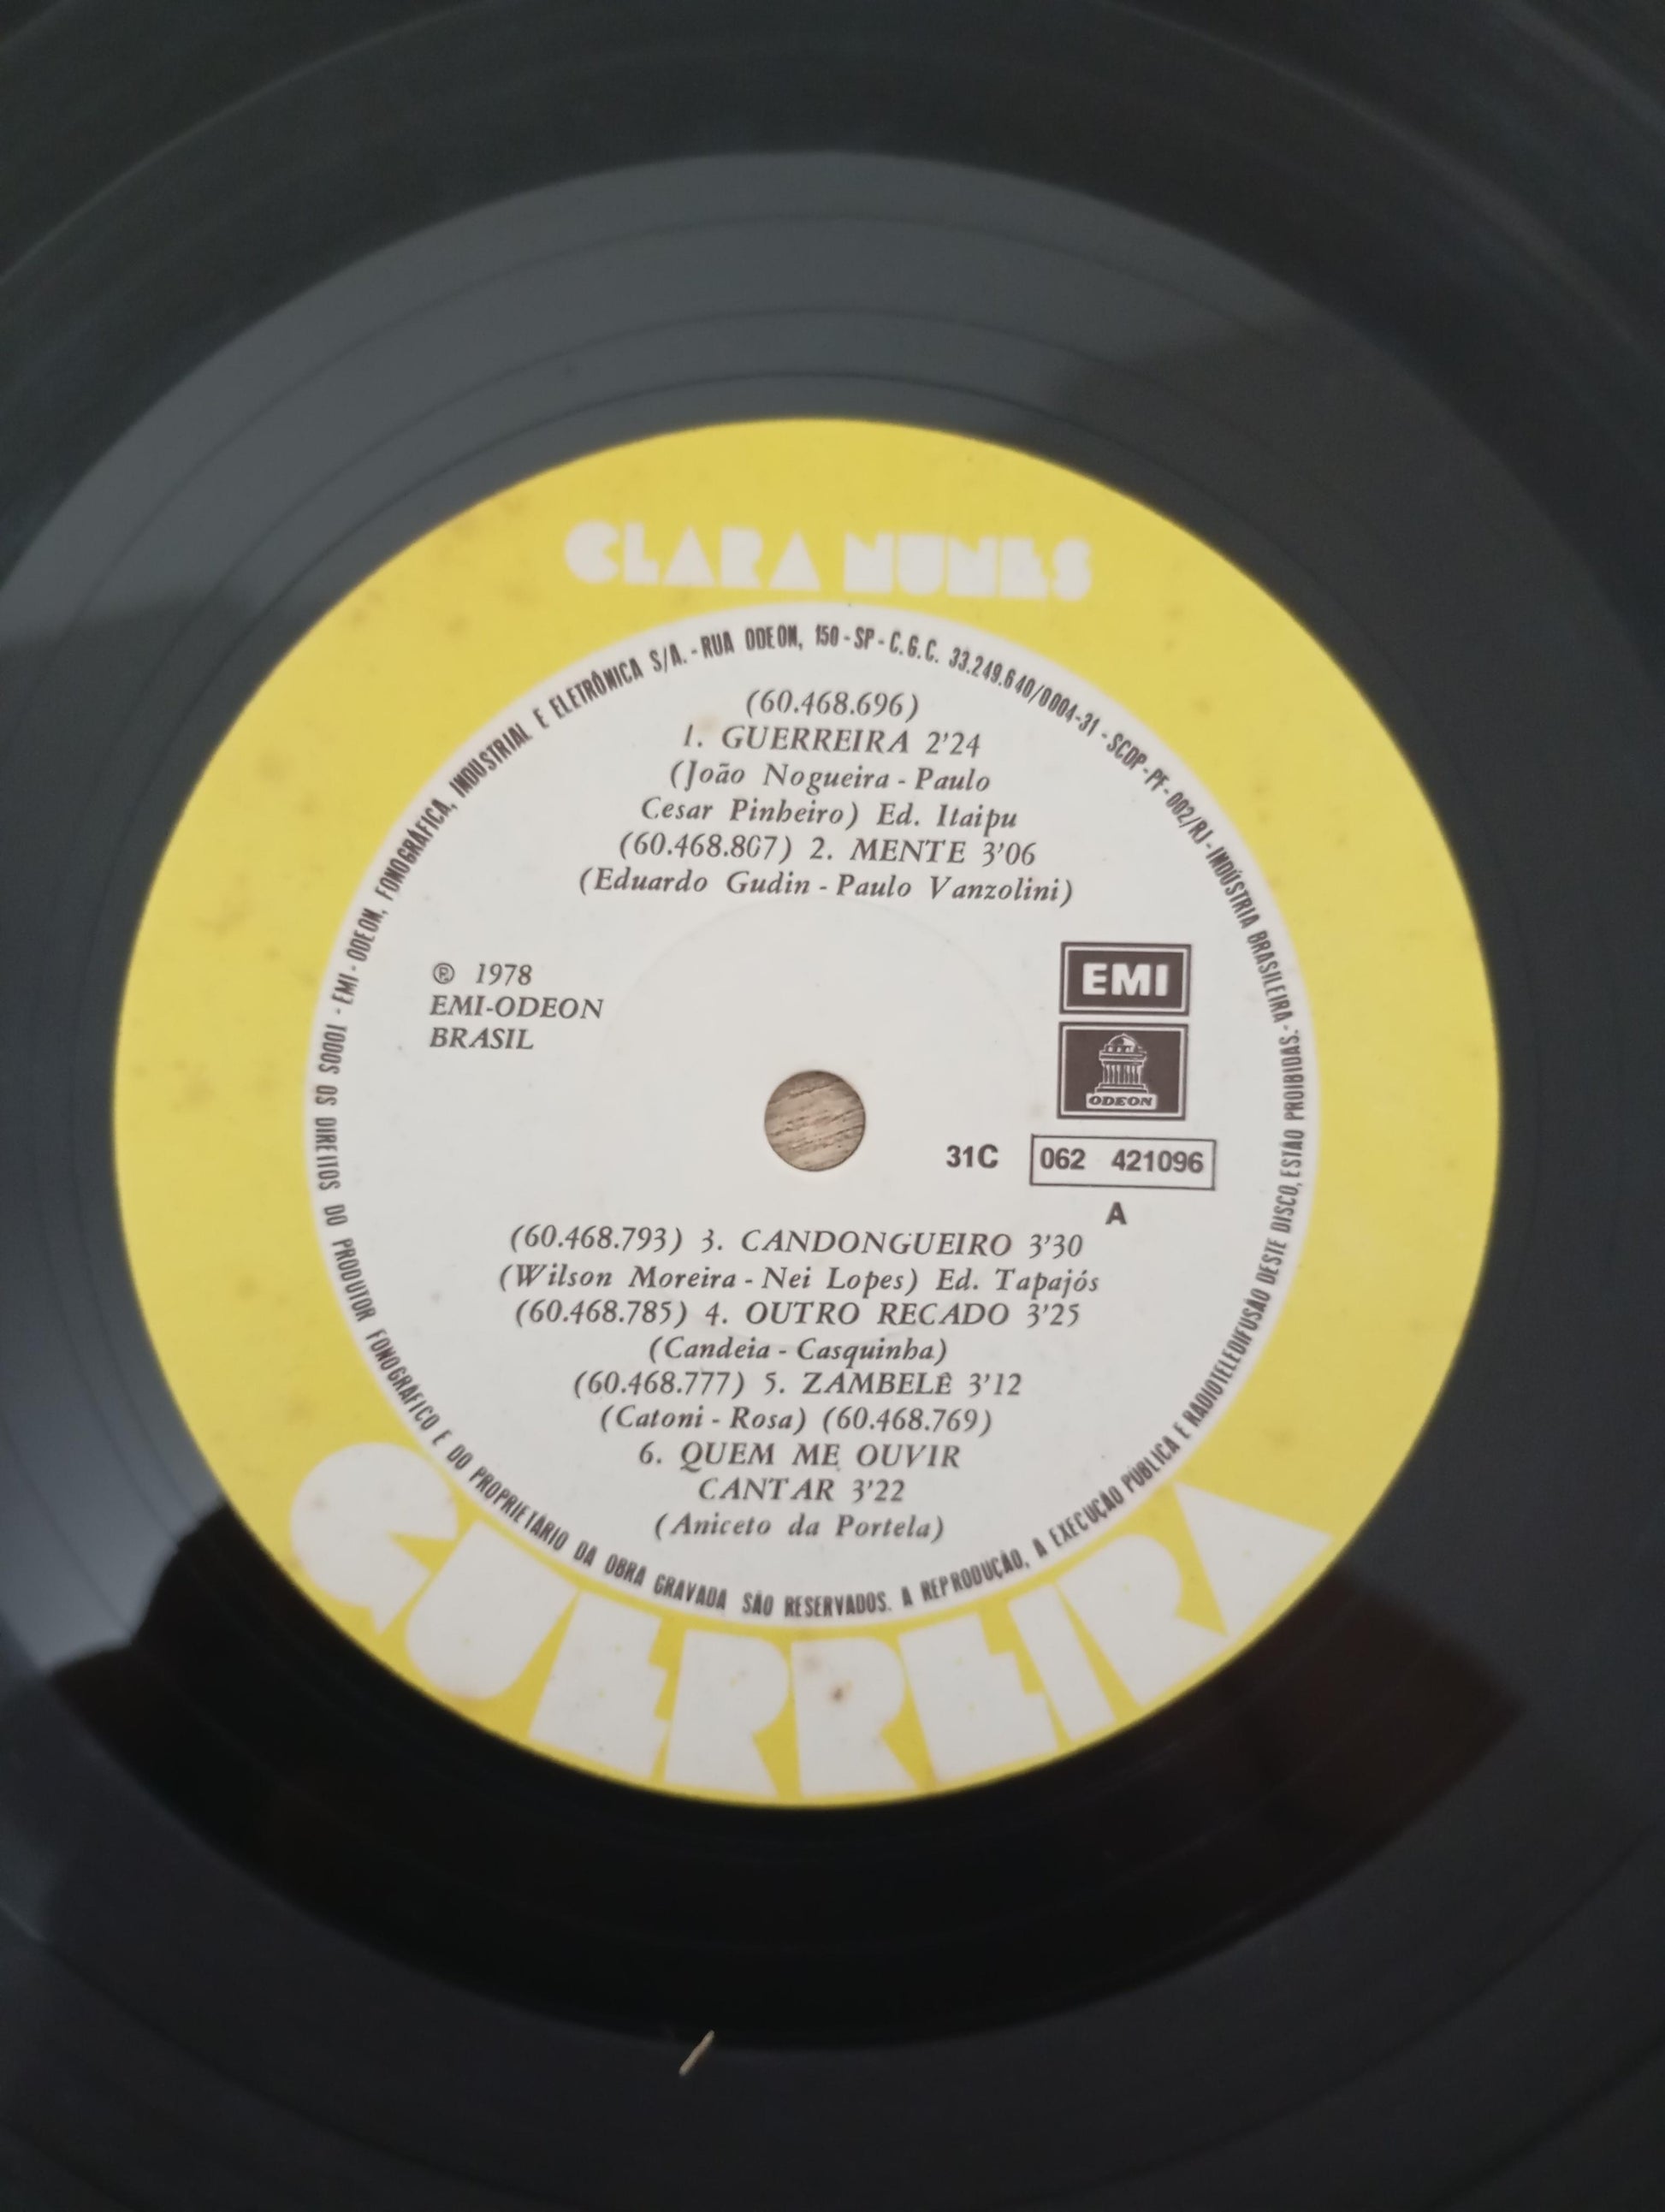 CLARA NUNES
EMI-ODEON, FONOGRÁFICA, INDUSTRIAL E ELETRÔNICA S/A. - RUA ODEON, 150 - SP - C.G.C. 33.249.640/0004-31 - SCDP - PF - 002/RJ - INDÚSTRIA BRASILEIRA - TODOS OS DIREITOS DO PRODUTOR FONOGRÁFICO E DO PROPRIETÁRIO DA OBRA GRAVADA SÃO RESERVADOS. A REPRODUÇÃO, A EXECUÇÃO PÚBLICA E RADIOTELEDIFUSÃO DESTE DISCO, ESTÃO PROIBIDAS.
(60.468.696)
1. GUERREIRA 2'24
(João Nogueira - Paulo
Cesar Pinheiro) Ed. Itaipu
(60.468.807) 2. MENTE 3'06
(Eduardo Gudin - Paulo Vanzolini)
℗ 1978
EMI-ODEON
BRASIL
EMI
ODEON
31C 062 421096
A
(60.468.793) 3. CANDONGUEIRO 3'30
(Wilson Moreira - Nei Lopes) Ed. Tapajós
(60.468.785) 4. OUTRO RECADO 3'25
(Candeia - Casquinha)
(60.468.777) 5. ZAMBELÊ 3'12
(Catoni - Rosa) (60.468.769)
6. QUEM ME OUVIR
CANTAR 3'22
(Aniceto da Portela)
GUERREIRA